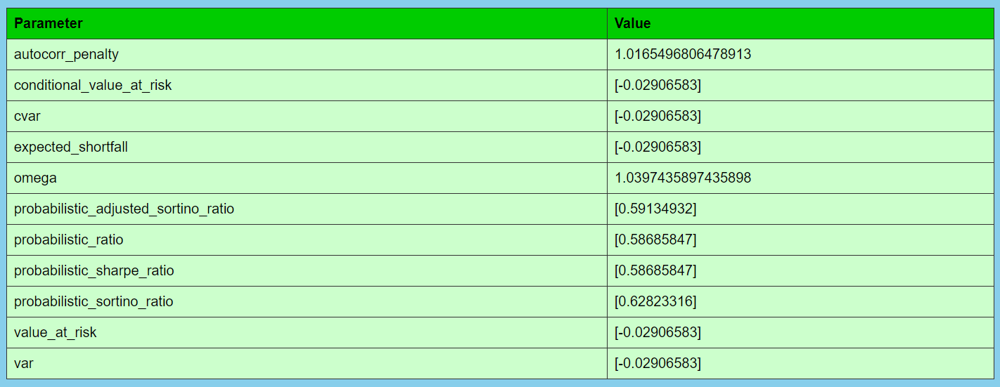 Parameter Value
autocorr_penalty 1.0165496806478913
conditional_value_at_risk [-0.02906583]
cvar [-0.02906583]
expected_shortfall [-0.02906583]
omega 1.0397435897435898
probabilistic_adjusted_sortino_ratio [0.59134932]
probabilistic_ratio [0.58685847]
probabilistic_sharpe_ratio [0.58685847]
probabilistic_sortino_ratio [0.62823316]
value_at_risk [-0.02906583]
var [-0.02906583]